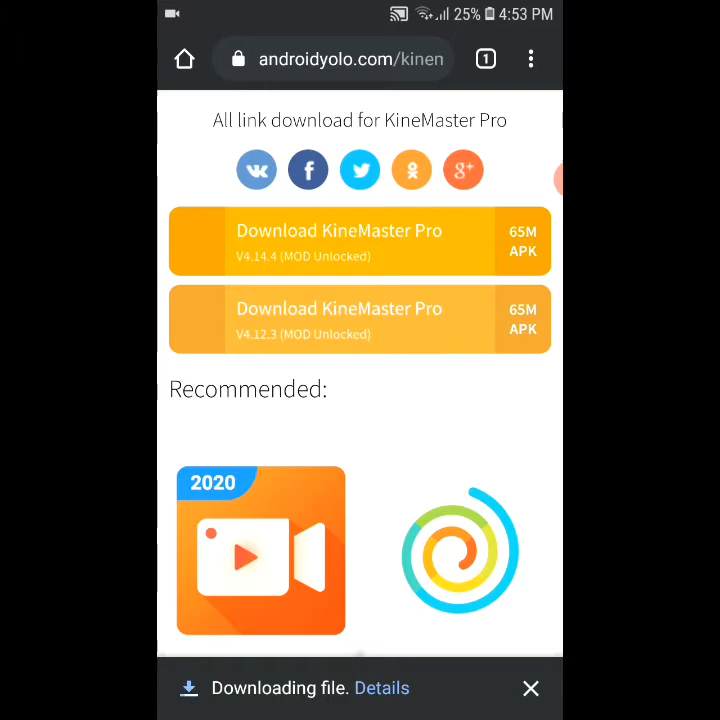 25% 4:53 PM
androidyolo.com/kinen
1
All link download for KineMaster Pro
Download KineMaster Pro
V4.14.4 (MOD Unlocked)
65M
APK
Download KineMaster Pro
V4.12.3 (MOD Unlocked)
65M
APK
Recommended:
2020
Downloading file. Details